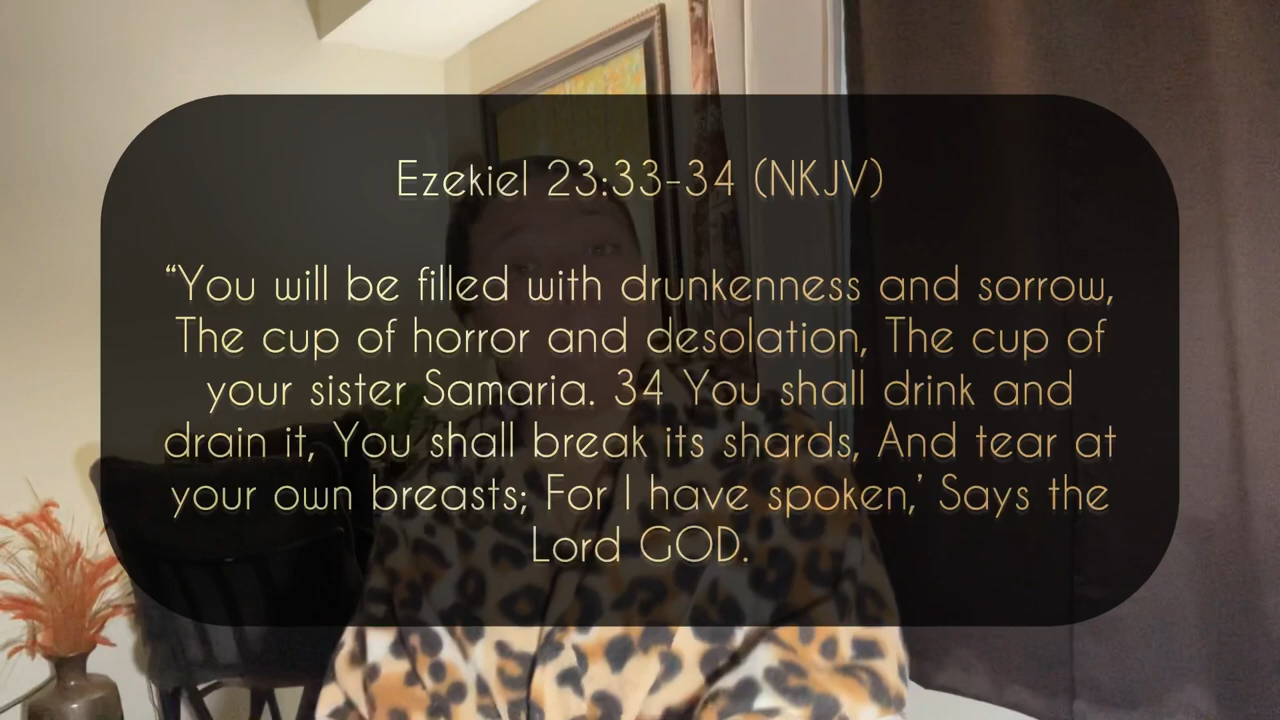 Ezekiel 23:33-34 (NKJV)
“You will be filled with drunkenness and sorrow,
The cup of horror and desolation, The cup of
your sister Samaria. 34 You shall drink and
drain it, You shall break its shards, And tear at
your own breasts; For I have spoken,’ Says the
Lord GOD.